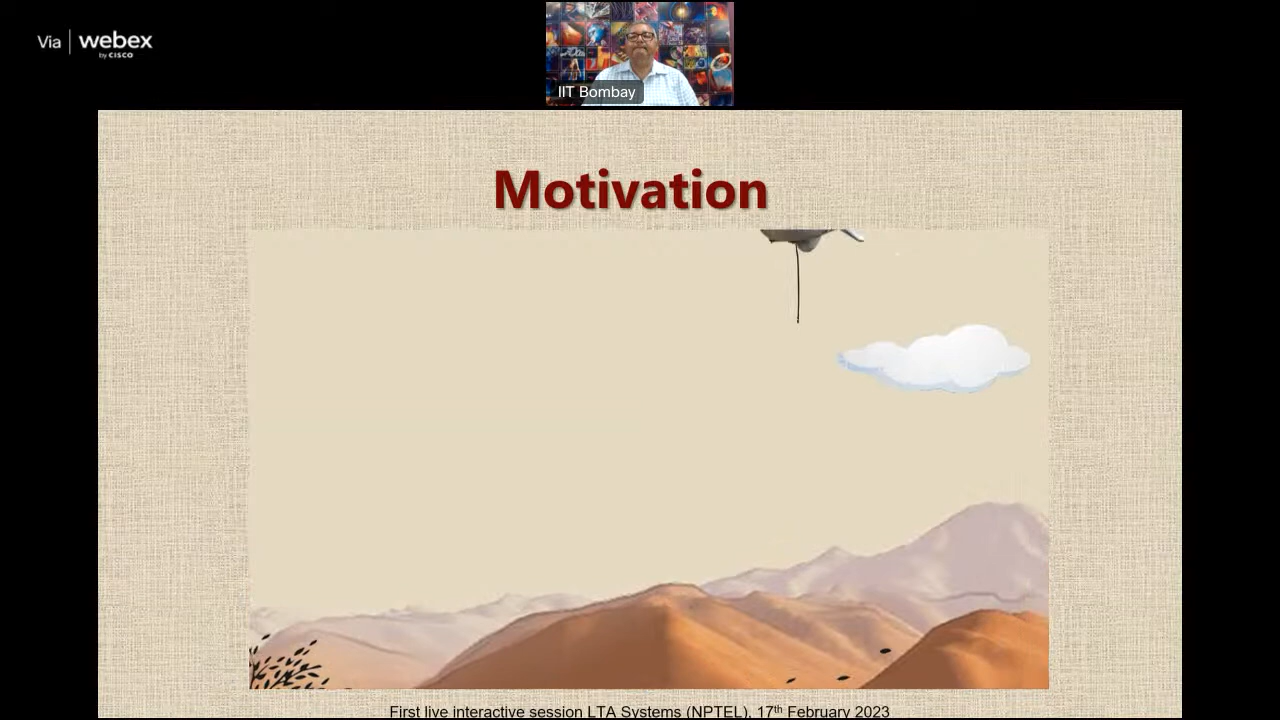 Via | webex
by CISCO
IIT Bombay
Motivation
First live interactive session LTA Systems (NPTEL), 17th February 2023